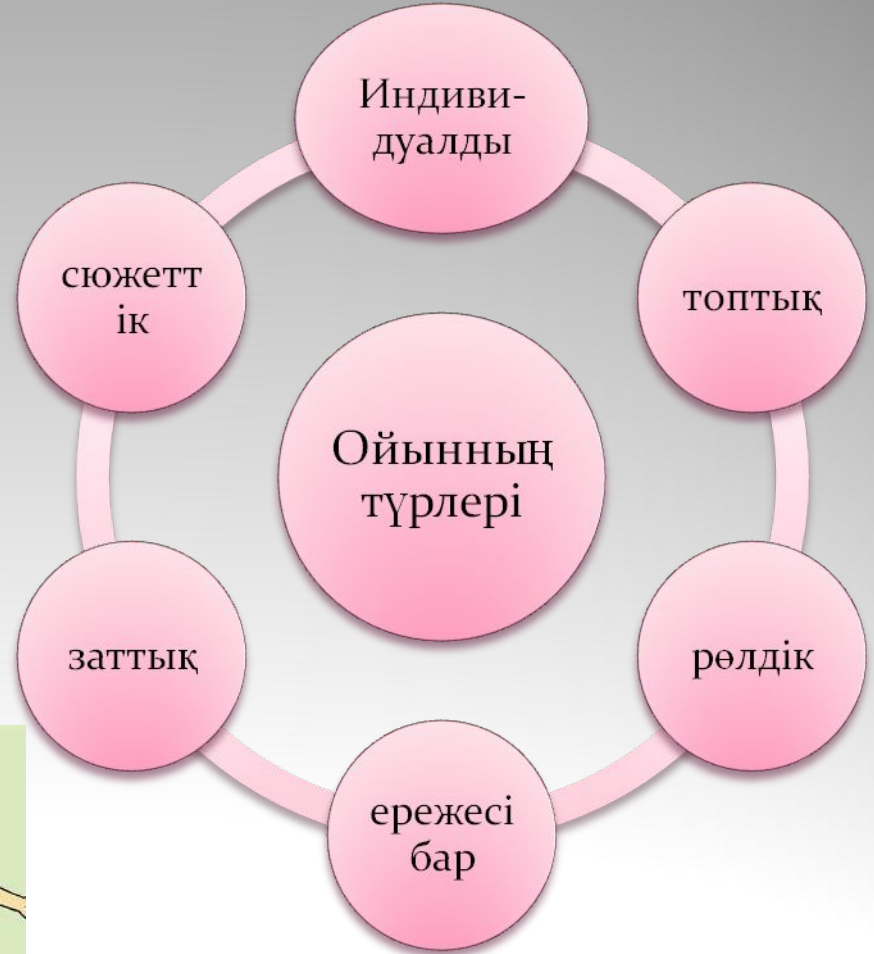 Индиви-
дуалды
топтық
рөлдік
ережесі
бар
заттық
сюжетт
ік
Ойынның
түрлері